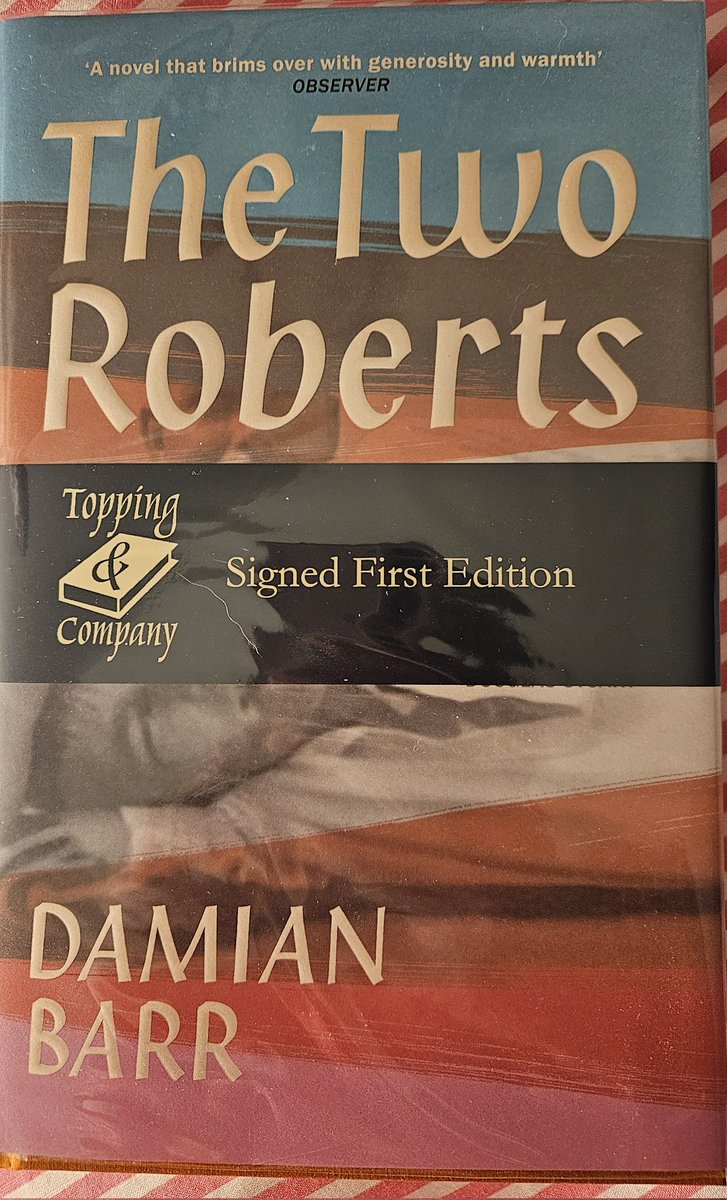 ‘A novel that brims over with generosity and warmth’
OBSERVER
The Two
Roberts
Topping
&
Company
Signed First Edition
DAMIAN
BARR